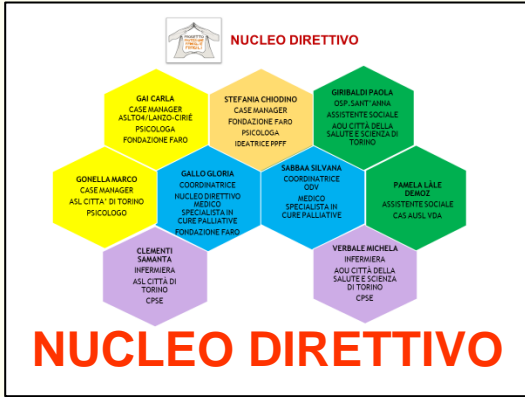 PROGETTO
PROTEZIONE
FAMIGLIE
FRAGILI
NUCLEO DIRETTIVO
GAI CARLA
CASE MANAGER
ASLTO4/LANZO-CIRIÈ
PSICOLOGA
FONDAZIONE FARO
STEFANIA CHIODINO
CASE MANAGER
FONDAZIONE FARO
PSICOLOGA
IDEATRICE PPFF
GIRIBALDI PAOLA
OSP. SANT'ANNA
ASSISTENTE SOCIALE
AOU CITTÀ DELLA
SALUTE E SCIENZA DI
TORINO
GONELLA MARCO
CASE MANAGER
ASL CITTA' DI TORINO
PSICOLOGO
GALLO GLORIA
COORDINATRICE
NUCLEO DIRETTIVO
MEDICO
SPECIALISTA IN
CURE PALLIATIVE
FONDAZIONE FARO
SABBAA SILVANA
COORDINATRICE
ODV
MEDICO
SPECIALISTA IN
CURE PALLIATIVE
PAMELA LÂLE
DEMOZ
ASSISTENTE SOCIALE
CAS AUSL VDA
CLEMENTI
SAMANTA
INFERMIERA
ASL CITTÀ DI
TORINO
CPSE
VERBALE MICHELA
INFERMIERA
AOU CITTÀ DELLA
SALUTE E SCIENZA
DI TORINO
CPSE
NUCLEO DIRETTIVO